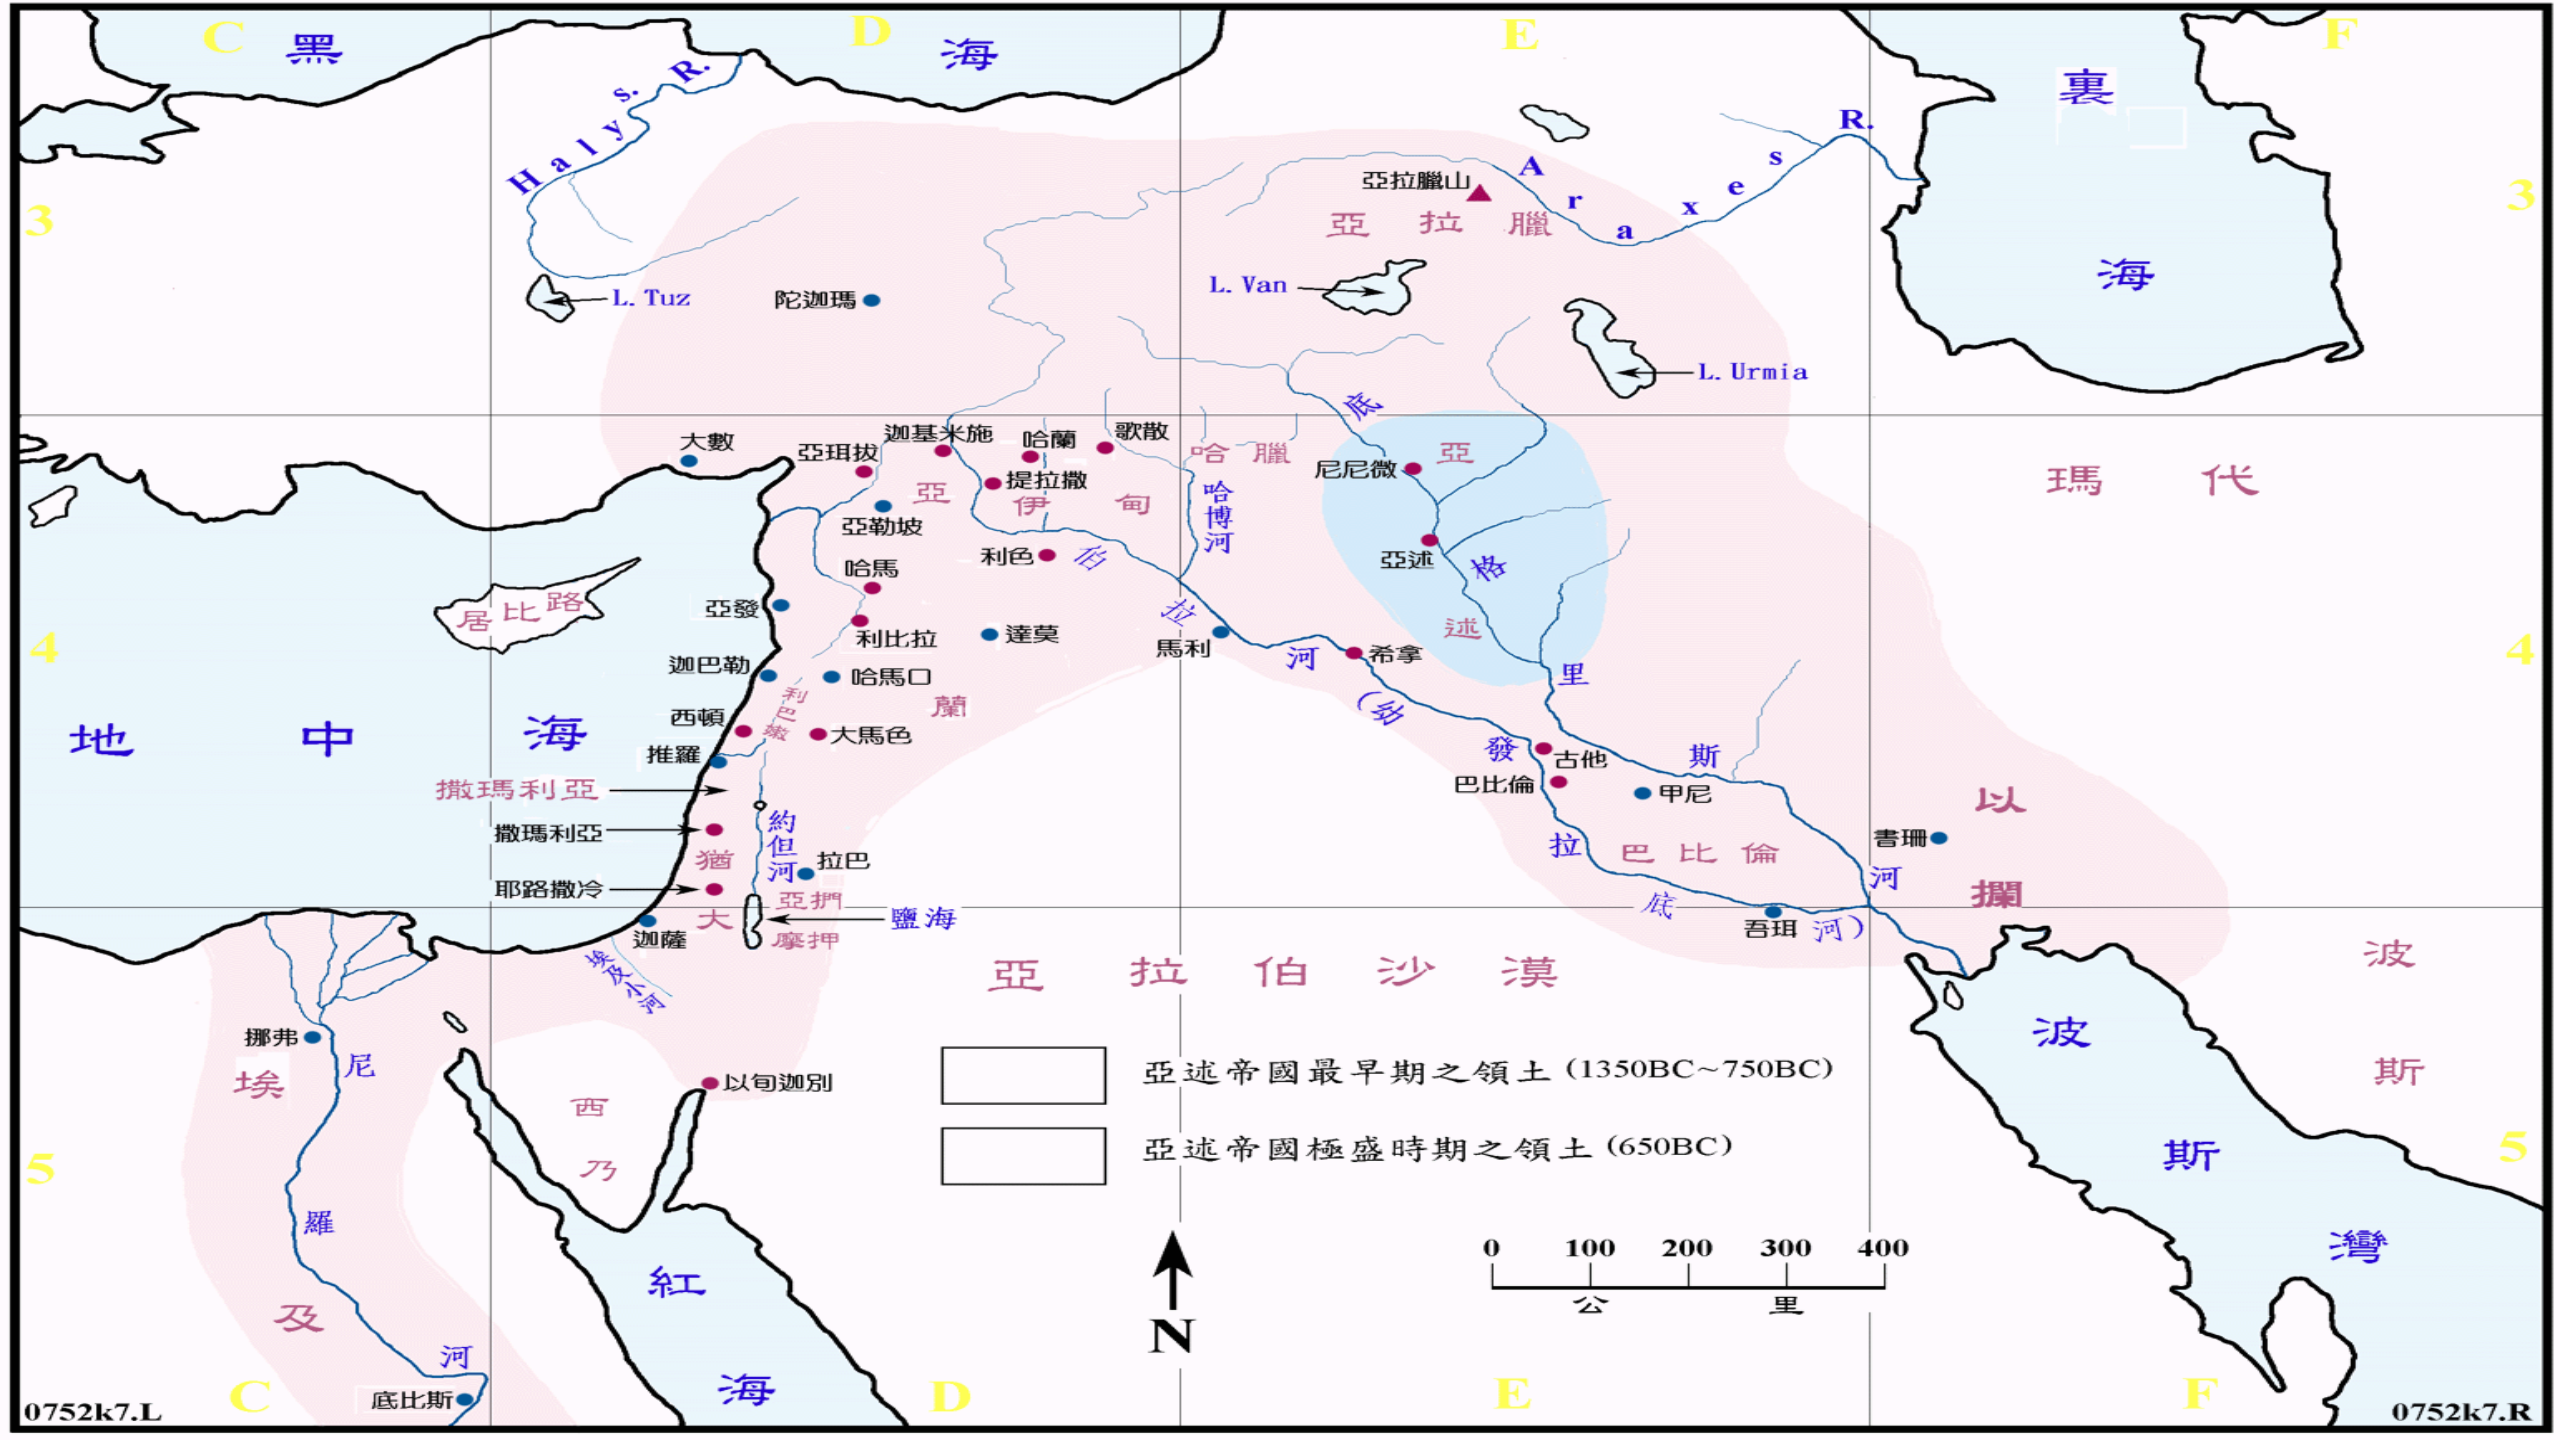 C
D
E
F
黑
海
裏
海
Halys. R.
Araxes R.
3
3
亞拉臘山
亞拉臘
L. Tuz
陀迦瑪
L. Van
L. Urmia
大數
亞珥拔
迦基米施
哈蘭
歌散
提拉撒
哈臘
尼尼微
亞述
瑪代
亞蘭
伊甸
哈博河
亞勒坡
利色
亞述
哈馬
亞發
利比拉
達莫
馬利
希拿
居比路
4
4
迦巴勒
哈馬口
伯拉河(幼發拉底河)
底格里斯河
地中海
西頓
利巴嫩
大馬色
推羅
古他
巴比倫
甲尼
撒瑪利亞
撒瑪利亞
約但河
猶大
拉巴
巴比倫
書珊
以攔
耶路撒冷
亞捫
鹽海
迦薩
摩押
吾珥
埃及小河
亞拉伯沙漠
波斯
挪弗
尼羅河
埃及
以旬迦別
西乃
波斯灣
亞述帝國最早期之領土 (1350BC~750BC)
亞述帝國極盛時期之領土 (650BC)
5
5
紅海
N
0 100 200 300 400
公里
底比斯
C
D
E
F
0752k7.L
0752k7.R